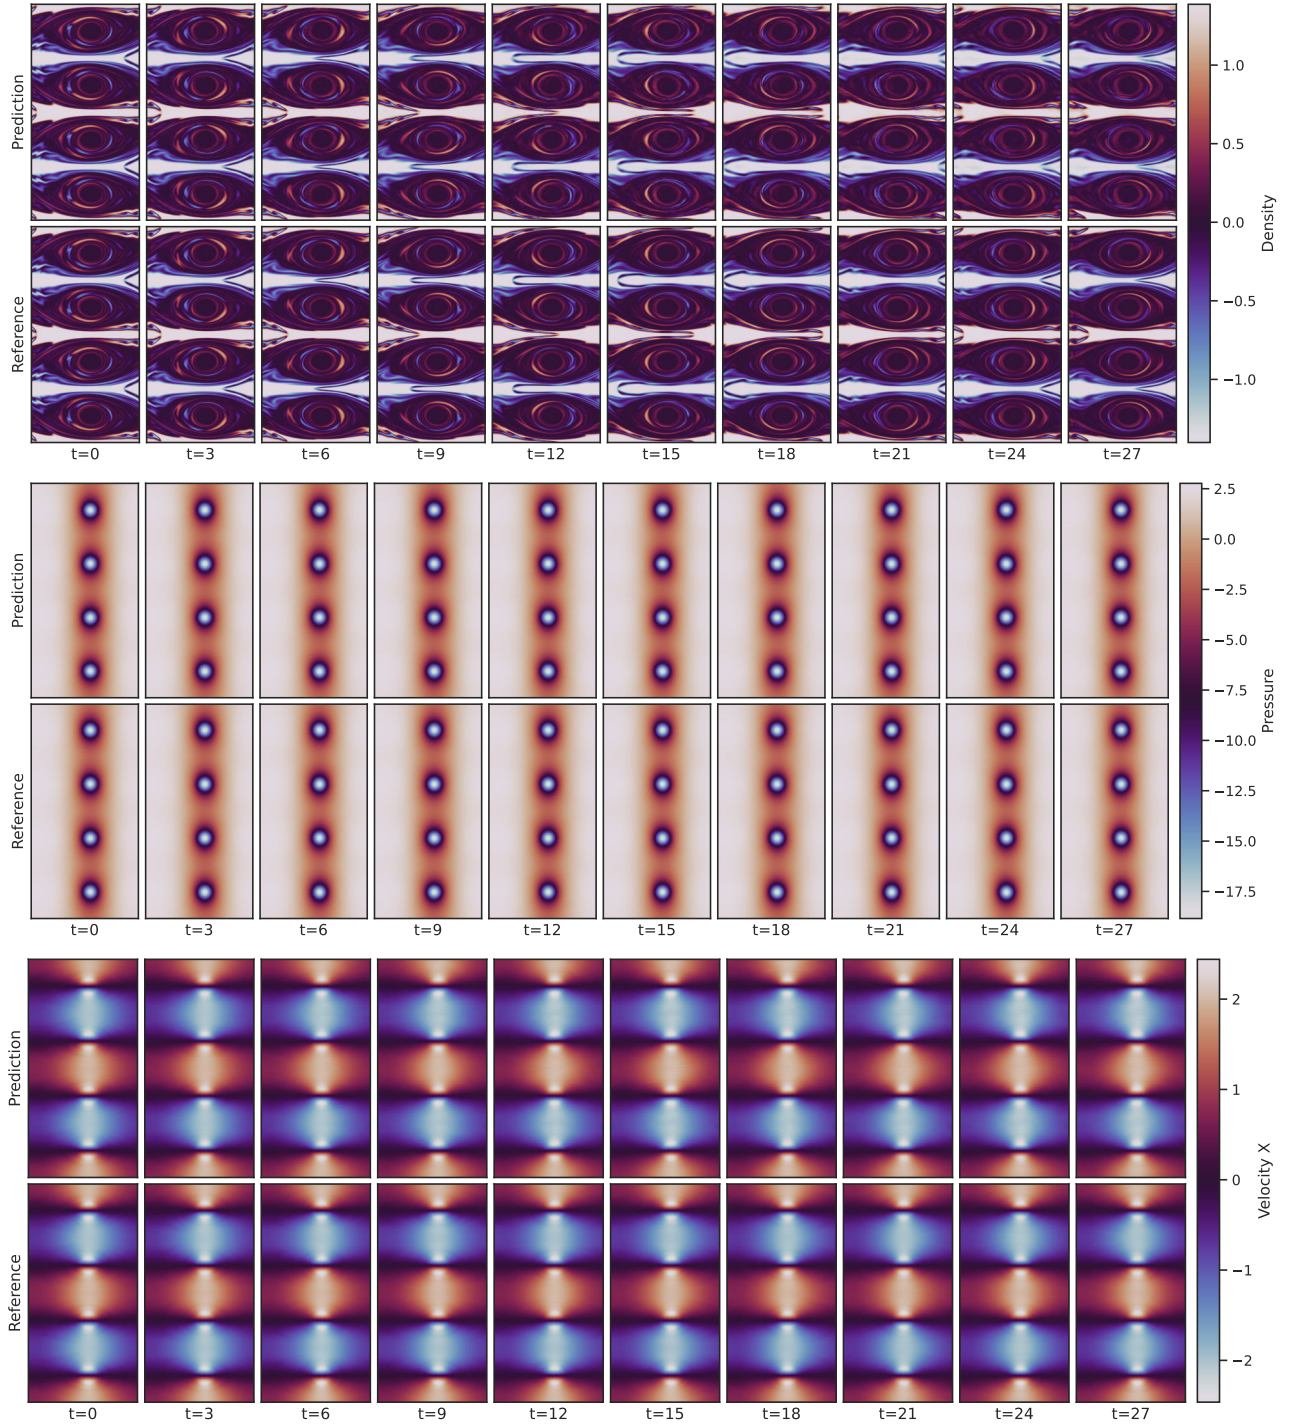 Prediction
1.0
0.5
0.0
−0.5
−1.0
Density
Reference
t=0 t=3 t=6 t=9 t=12 t=15 t=18 t=21 t=24 t=27
Prediction
2.5
0.0
−2.5
−5.0
−7.5
−10.0
−12.5
−15.0
−17.5
Pressure
Reference
t=0 t=3 t=6 t=9 t=12 t=15 t=18 t=21 t=24 t=27
Prediction
2
1
0
−1
−2
Velocity X
Reference
t=0 t=3 t=6 t=9 t=12 t=15 t=18 t=21 t=24 t=27